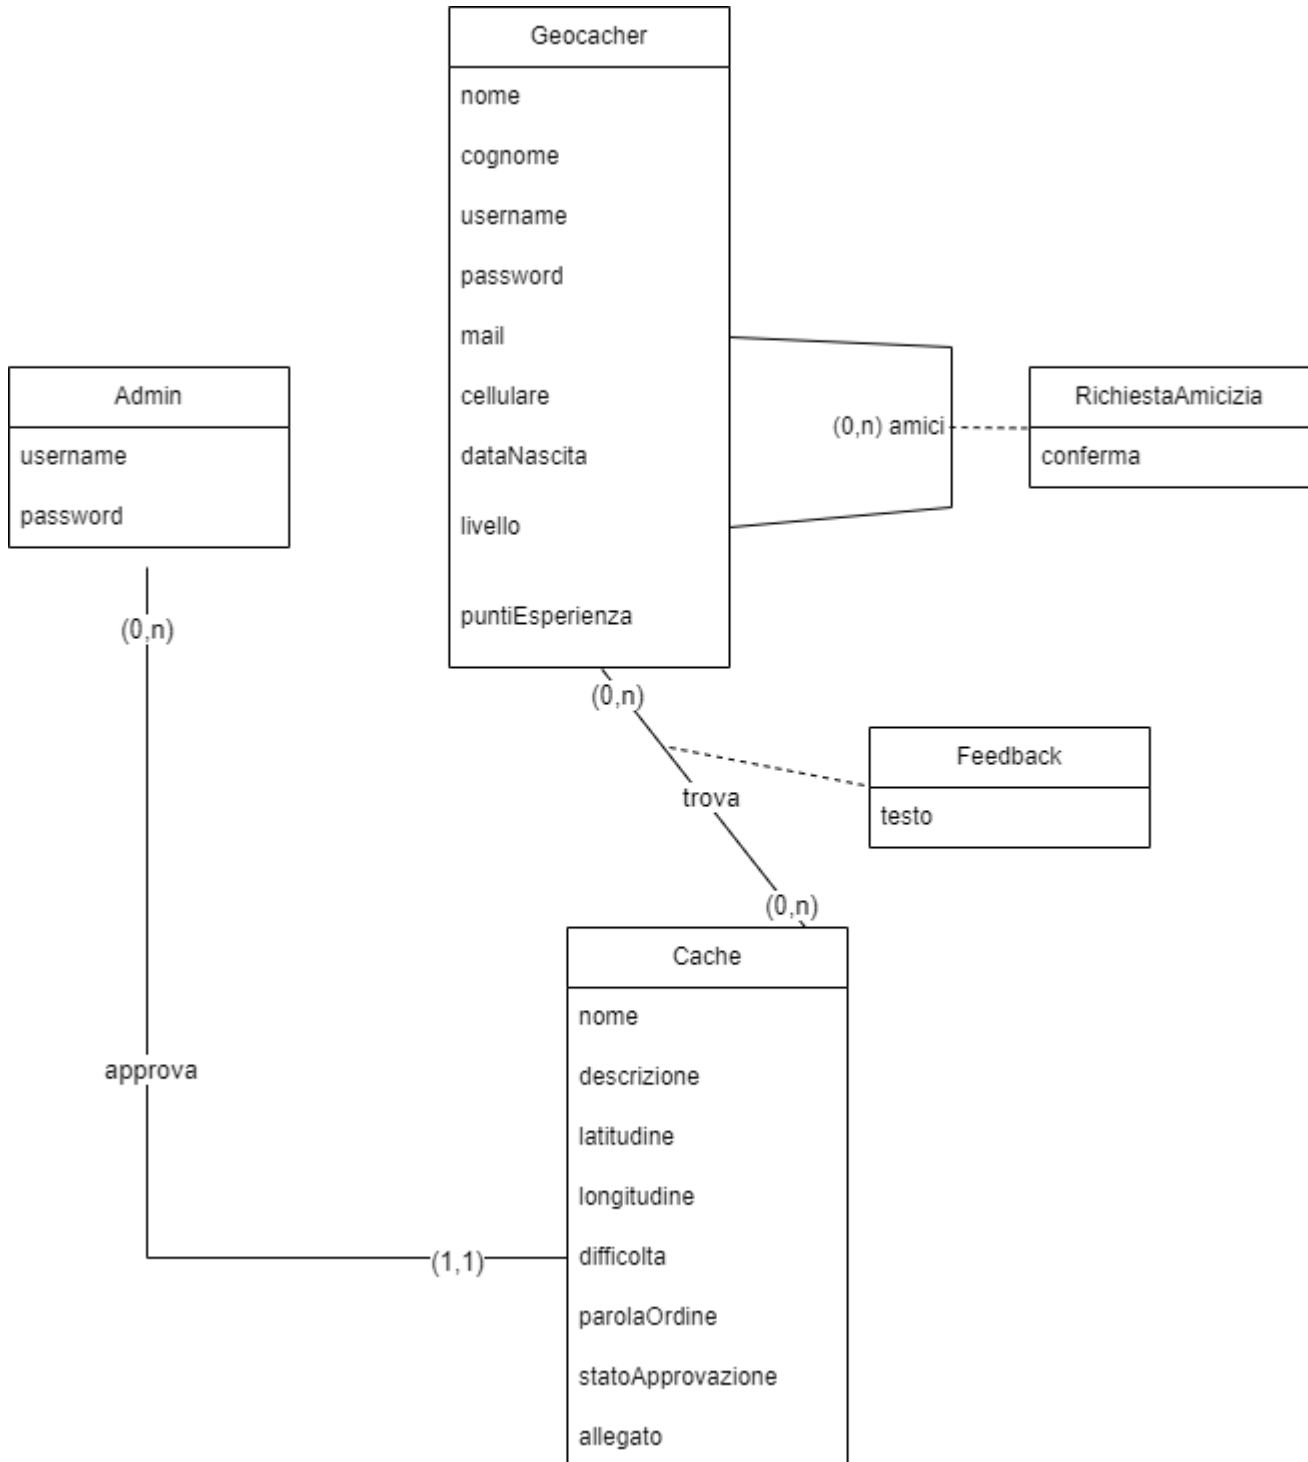 Geocacher
nome
cognome
username
password
mail
cellulare
dataNascita
livello
puntiEsperienza
(0,n) amici
RichiestaAmicizia
conferma
Admin
username
password
(0,n)
approva
(1,1)
(0,n)
trova
(0,n)
Feedback
testo
Cache
nome
descrizione
latitudine
longitudine
difficolta
parolaOrdine
statoApprovazione
allegato